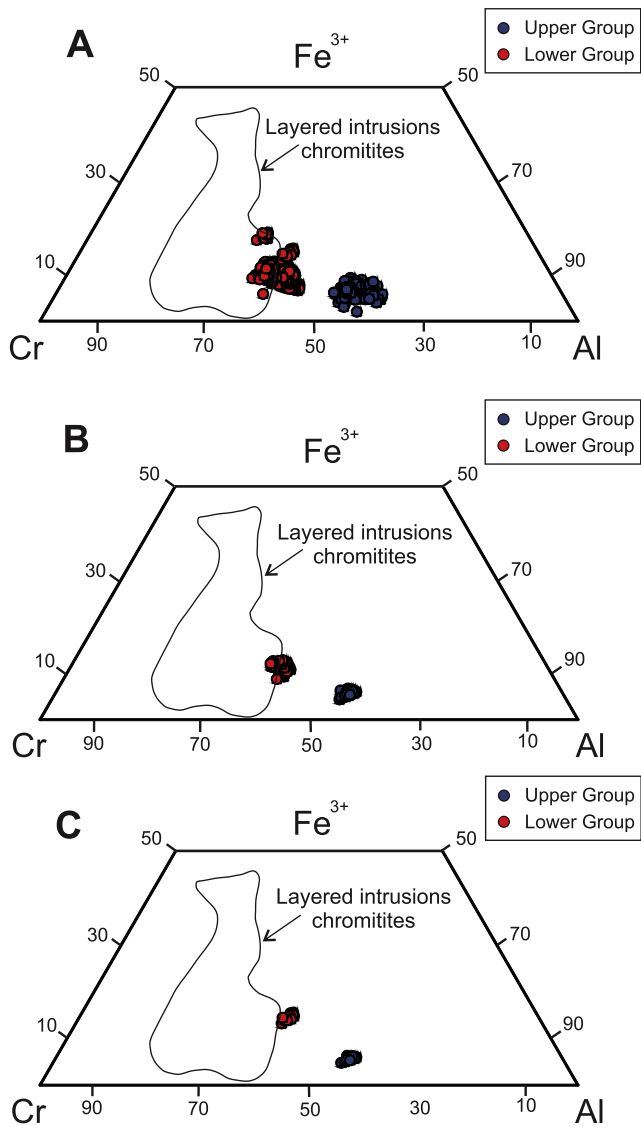 A
Upper Group
Lower Group
Fe3+
50
50
Layered intrusions
chromitites
30
70
10
90
Cr
90
70
50
30
10
Al
B
Upper Group
Lower Group
Fe3+
50
50
Layered intrusions
chromitites
30
70
10
90
Cr
90
70
50
30
10
Al
C
Upper Group
Lower Group
Fe3+
50
50
Layered intrusions
chromitites
30
70
10
90
Cr
90
70
50
30
10
Al